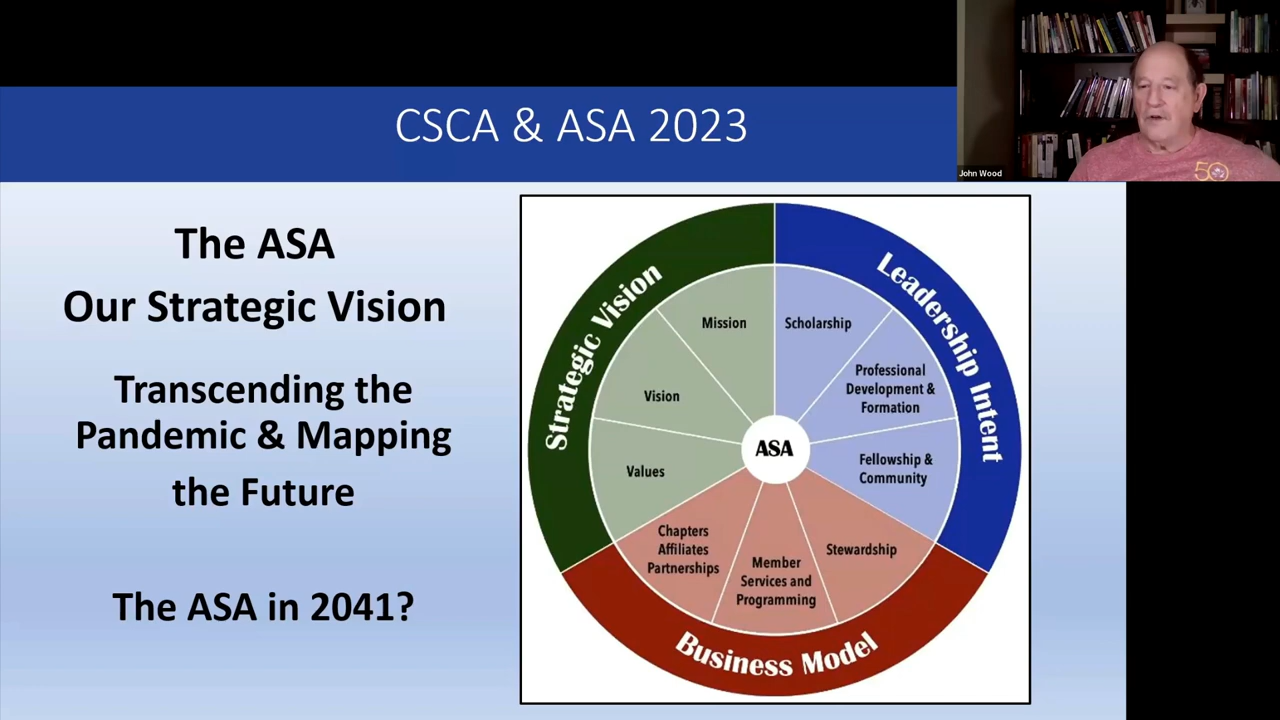 CSCA & ASA 2023
John Wood
50
The ASA
Our Strategic Vision
Transcending the
Pandemic & Mapping
the Future
The ASA in 2041?
Strategic Vision
Leadership Intent
Business Model
Mission
Vision
Values
Scholarship
Professional
Development &
Formation
Fellowship &
Community
Stewardship
Member
Services and
Programming
Chapters
Affiliates
Partnerships
ASA